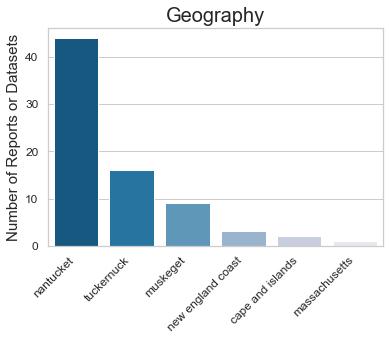 Geography
Number of Reports or Datasets
40
30
20
10
0
nantucket
tuckernuck
muskeget
new england coast
cape and islands
massachusetts